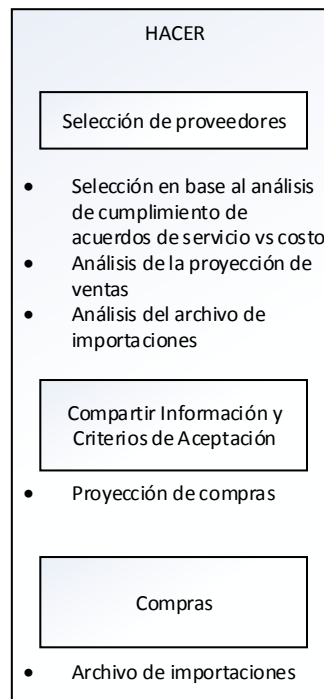 HACER
Selección de proveedores
• Selección en base al análisis
de cumplimiento de
acuerdos de servicio vs costo
• Análisis de la proyección de
ventas
• Análisis del archivo de
importaciones
Compartir Información y
Criterios de Aceptación
• Proyección de compras
Compras
• Archivo de importaciones